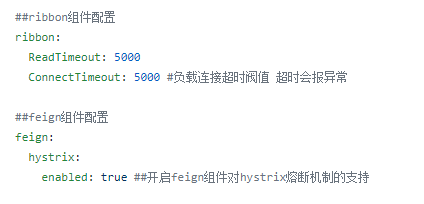 ##ribbon组件配置
ribbon:
  ReadTimeout: 5000
  ConnectTimeout: 5000 #负载连接超时阀值 超时会报异常

##feign组件配置
feign:
  hystrix:
    enabled: true ##开启feign组件对hystrix熔断机制的支持